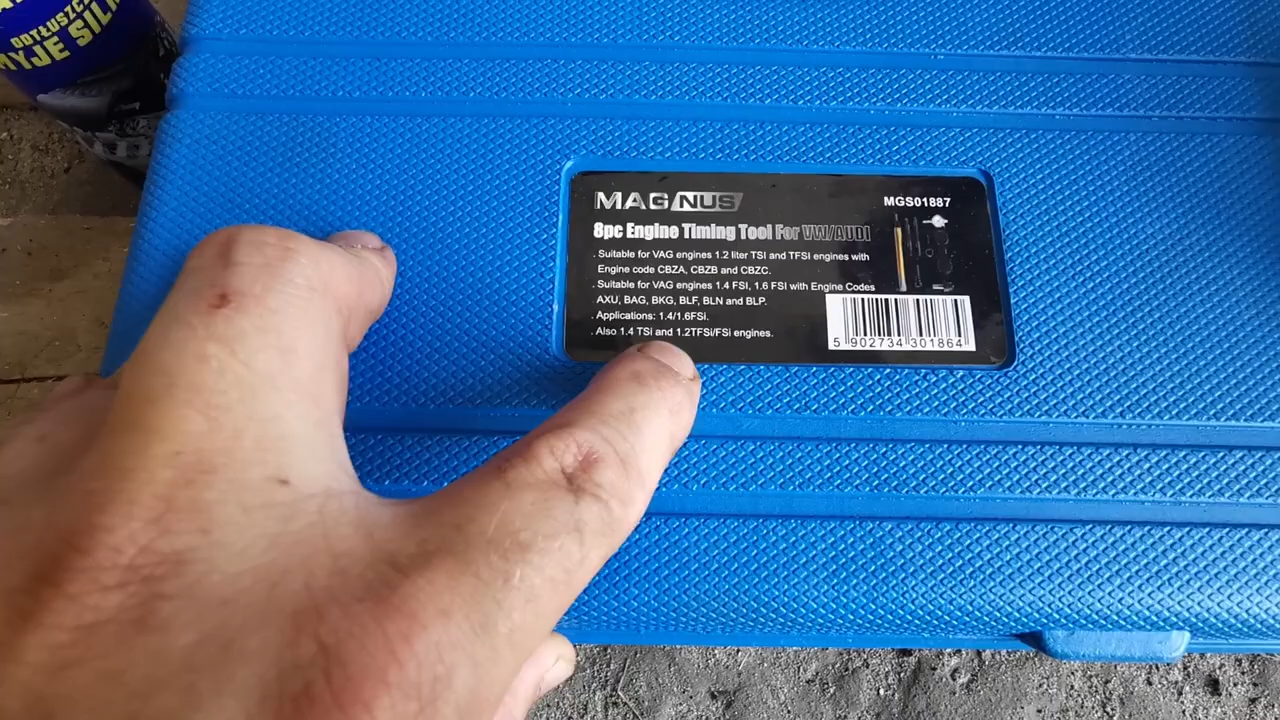 ODTŁUSZCZ
MYJE SIL
MAGNUS
MGS01887
8pc Engine Timing Tool For VW/AUDI
. Suitable for VAG engines 1.2 liter TSI and TFSI engines with
Engine code CBZA, CBZB and CBZC.
. Suitable for VAG engines 1.4 FSI, 1.6 FSI with Engine Codes
AXU, BAG, BKG, BLF, BLN and BLP.
. Applications: 1.4/1.6FSI.
. Also 1.4 TSi and 1.2TFSi/FSi engines.
5 902734 301864